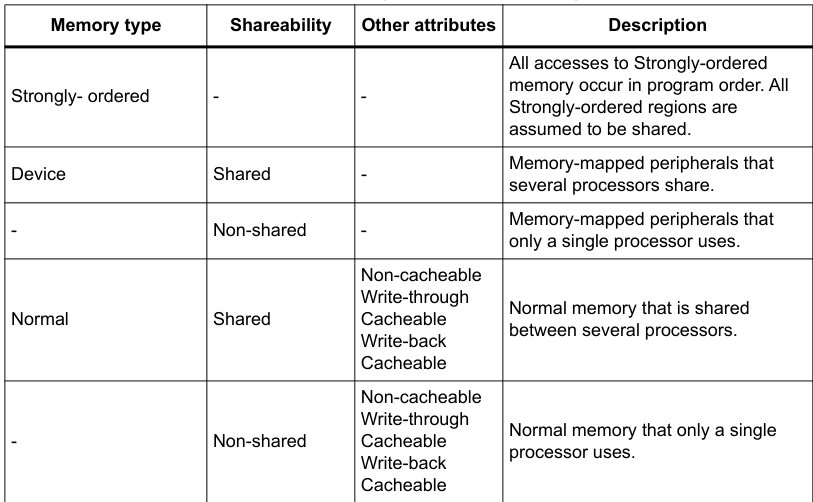 Memory type Shareability Other attributes Description
Strongly- ordered - - All accesses to Strongly-ordered
memory occur in program order. All
Strongly-ordered regions are
assumed to be shared.
Device Shared - Memory-mapped peripherals that
several processors share.
- Non-shared - Memory-mapped peripherals that
only a single processor uses.
Normal Shared Non-cacheable
Write-through
Cacheable
Write-back
Cacheable
Normal memory that is shared
between several processors.
- Non-shared Non-cacheable
Write-through
Cacheable
Write-back
Cacheable
Normal memory that only a single
processor uses.